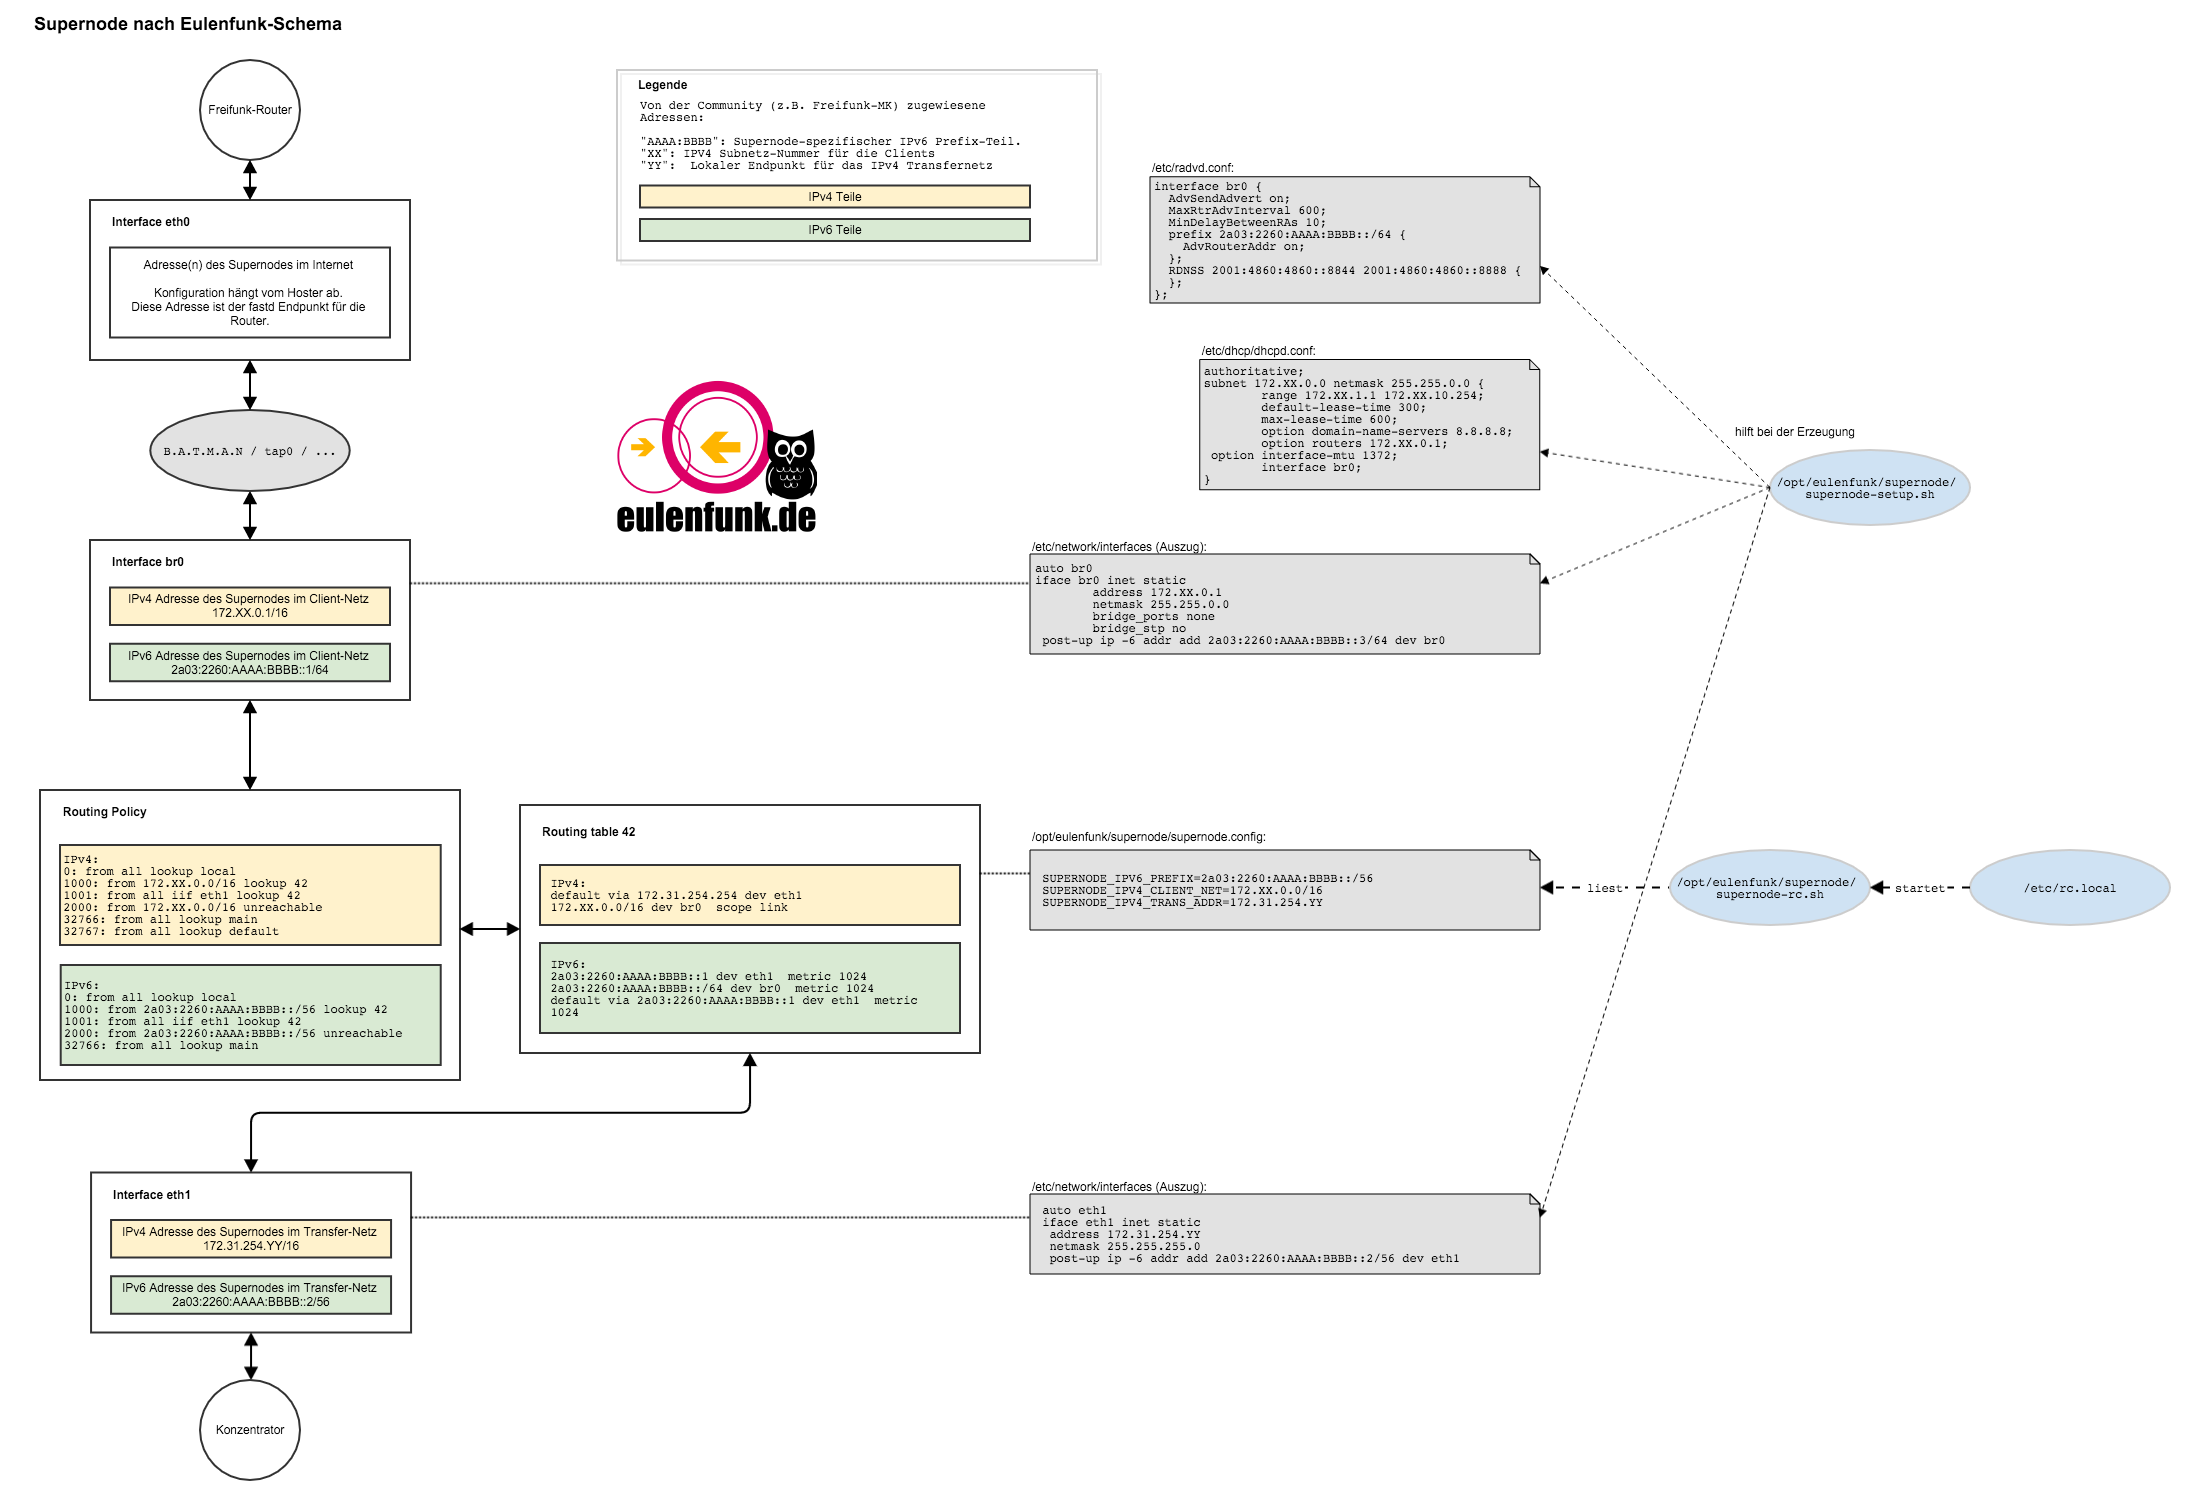 Supernode nach Eulenfunk-Schema
Freifunk-Router
Interface eth0
Adresse(n) des Supernodes im Internet
Konfiguration hängt vom Hoster ab.
Diese Adresse ist der fastd Endpunkt für die
Router.
B.A.T.M.A.N / tap0 / ...
Interface br0
IPv4 Adresse des Supernodes im Client-Netz
172.XX.0.1/16
IPv6 Adresse des Supernodes im Client-Netz
2a03:2260:AAAA:BBBB::1/64
Routing Policy
IPv4:
0: from all lookup local
1000: from 172.XX.0.0/16 lookup 42
1001: from all iif eth1 lookup 42
2000: from 172.XX.0.0/16 unreachable
32766: from all lookup main
32767: from all lookup default
IPv6:
0: from all lookup local
1000: from 2a03:2260:AAAA:BBBB::/56 lookup 42
1001: from all iif eth1 lookup 42
2000: from 2a03:2260:AAAA:BBBB::/56 unreachable
32766: from all lookup main
Routing table 42
IPv4:
default via 172.31.254.254 dev eth1
172.XX.0.0/16 dev br0  scope link
IPv6:
2a03:2260:AAAA:BBBB::1 dev eth1  metric 1024
2a03:2260:AAAA:BBBB::/64 dev br0  metric 1024
default via 2a03:2260:AAAA:BBBB::1 dev eth1  metric
1024
Interface eth1
IPv4 Adresse des Supernodes im Transfer-Netz
172.31.254.YY/16
IPv6 Adresse des Supernodes im Transfer-Netz
2a03:2260:AAAA:BBBB::2/56
Konzentrator
Legende
Von der Community (z.B. Freifunk-MK) zugewiesene
Adressen:
"AAAA:BBBB": Supernode-spezifischer IPv6 Prefix-Teil.
"XX": IPV4 Subnetz-Nummer für die Clients
"YY":  Lokaler Endpunkt für das IPv4 Transfernetz
IPv4 Teile
IPv6 Teile
eulenfunk.de
/etc/radvd.conf:
interface br0 {
  AdvSendAdvert on;
  MaxRtrAdvInterval 600;
  MinDelayBetweenRAs 10;
  prefix 2a03:2260:AAAA:BBBB::/64 {
    AdvRouterAddr on;
  };
  RDNSS 2001:4860:4860::8844 2001:4860:4860::8888 {
  };
};
/etc/dhcp/dhcpd.conf:
authoritative;
subnet 172.XX.0.0 netmask 255.255.0.0 {
        range 172.XX.1.1 172.XX.10.254;
        default-lease-time 300;
        max-lease-time 600;
        option domain-name-servers 8.8.8.8;
        option routers 172.XX.0.1;
 option interface-mtu 1372;
        interface br0;
}
/etc/network/interfaces (Auszug):
auto br0
iface br0 inet static
        address 172.XX.0.1
        netmask 255.255.0.0
        bridge_ports none
        bridge_stp no
 post-up ip -6 addr add 2a03:2260:AAAA:BBBB::3/64 dev br0
hilft bei der Erzeugung
/opt/eulenfunk/supernode/
supernode-setup.sh
/opt/eulenfunk/supernode/supernode.config:
SUPERNODE_IPV6_PREFIX=2a03:2260:AAAA:BBBB::/56
SUPERNODE_IPV4_CLIENT_NET=172.XX.0.0/16
SUPERNODE_IPV4_TRANS_ADDR=172.31.254.YY
liest
/opt/eulenfunk/supernode/
supernode-rc.sh
startet
/etc/rc.local
/etc/network/interfaces (Auszug):
auto eth1
iface eth1 inet static
 address 172.31.254.YY
 netmask 255.255.255.0
 post-up ip -6 addr add 2a03:2260:AAAA:BBBB::2/56 dev eth1